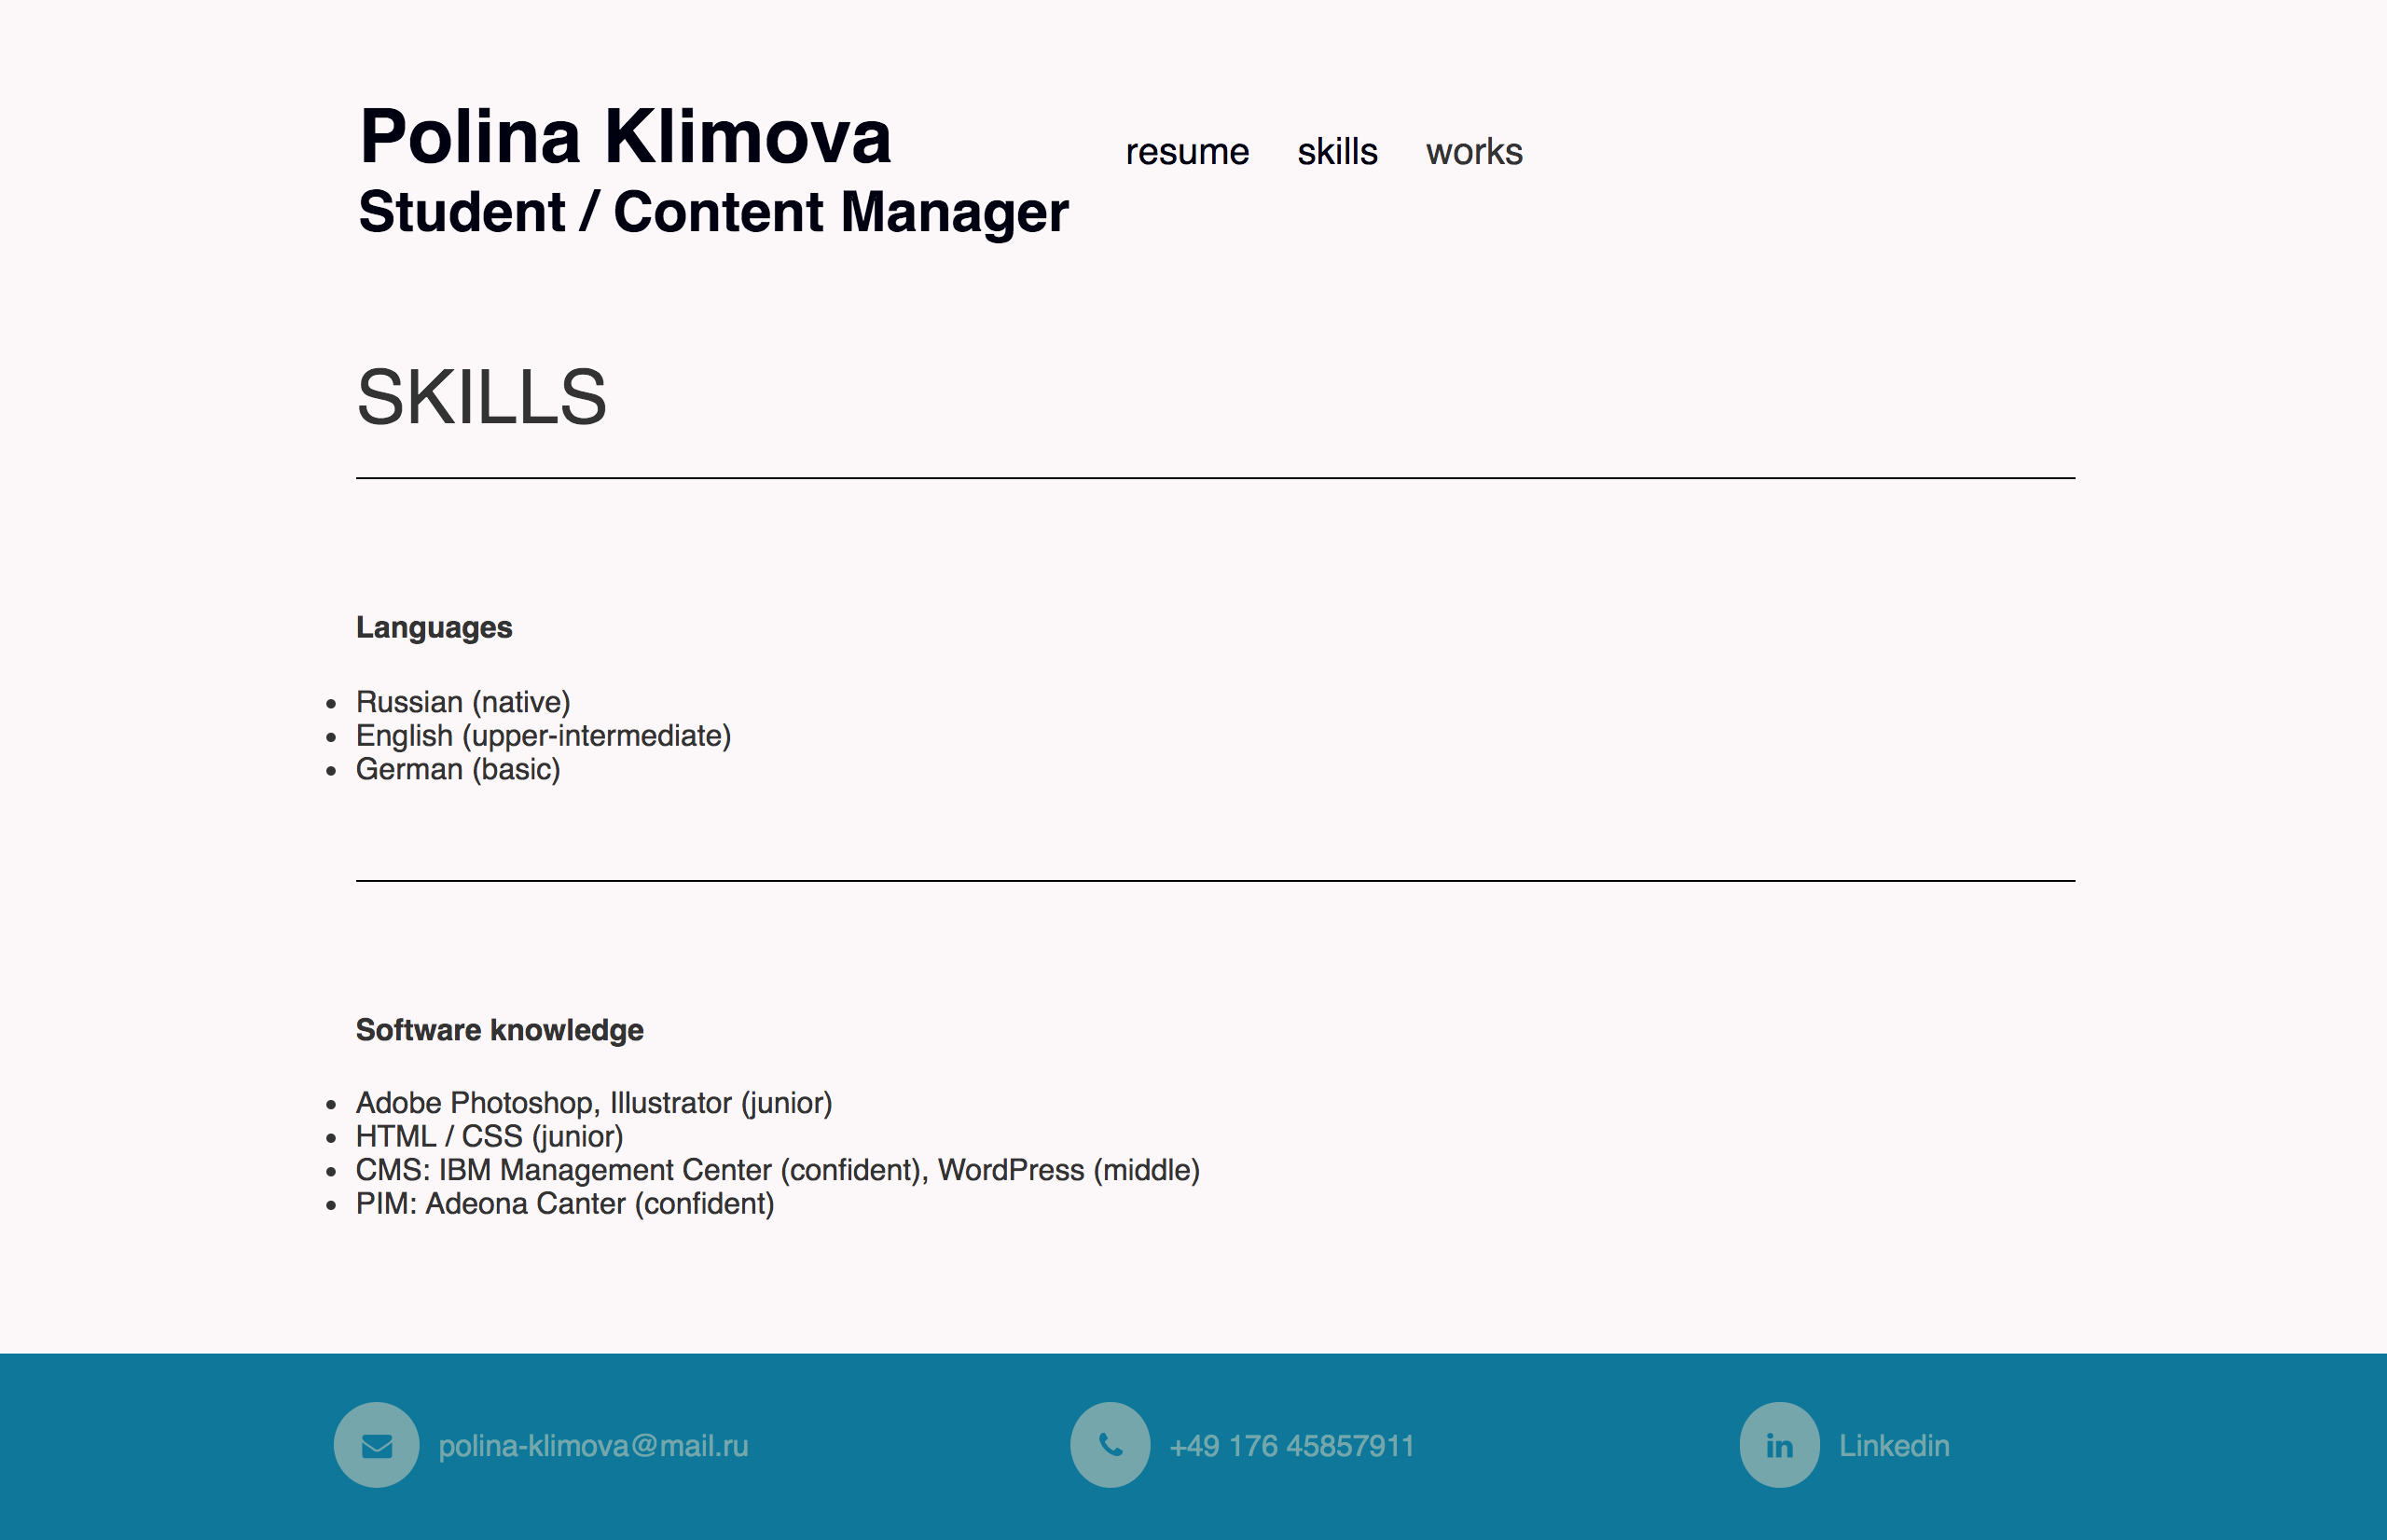 Polina Klimova
resume skills works
Student / Content Manager
SKILLS
Languages
Russian (native)
English (upper-intermediate)
German (basic)
Software knowledge
Adobe Photoshop, Illustrator (junior)
HTML / CSS (junior)
CMS: IBM Management Center (confident), WordPress (middle)
PIM: Adeona Canter (confident)
polina-klimova@mail.ru
+49 176 45857911
in Linkedin